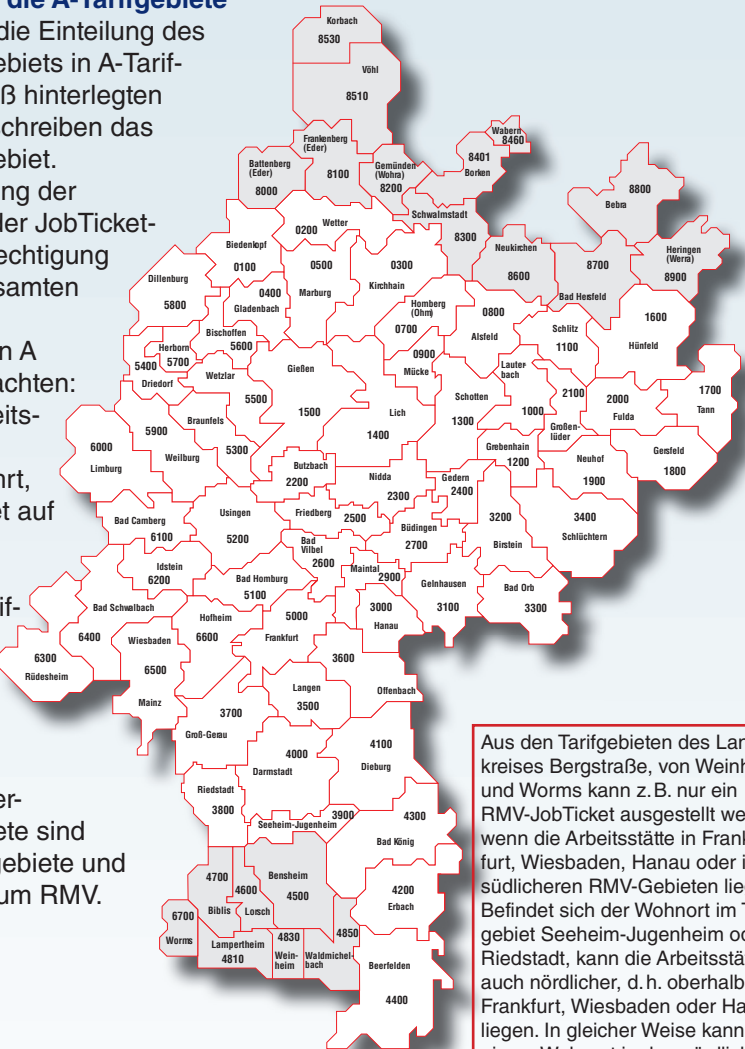 die A-Tarifgebiete
die Einteilung des
ebiets in A-Tarif-
ß hinterlegten
schreiben das
ebiet.
ng der
der JobTicket-
echtigung
samten
n A
achten:
eits-
hrt,
et auf
if-
er-
ete sind
gebiete und
um RMV.
Korbach
8530
Vöhl
8510
Wabern
8460
Frankenberg
(Eder)
8100
Gemünden
(Wohra)
8200
8401
Borken
Battenberg
(Eder)
8000
8800
Bebra
Schwalmstadt
8300
0200 Wetter
Biedenkopf
0100
Neukirchen
8600
8700
Bad Hersfeld
Heringen
(Werra)
8900
Dillenburg
5800
0500
Marburg
0300
Kirchhain
0400
Gladenbach
Homberg
(Ohm)
0700
0800
Alsfeld
Schlitz
1100
1600
Hünfeld
Bischoffen
5600
Herborn
5700
5400
Driedorf
Wetzlar
5500
Gießen
1500
0900
Mücke
Lauter-
bach
1000
Schotten
1300
2100
Großen-
lüder
2000
Fulda
1700
Tann
Lich
1400
5900
Weilburg
Braunfels
5300
6000
Limburg
Grebenhain
1200
Neuhof
1900
Gersfeld
1800
Butzbach
2200
Nidda
2300
Gedern
2400
Bad Camberg
6100
Usingen
5200
Friedberg
2500
Büdingen
2700
3200
Birstein
3400
Schlüchtern
Bad
Vilbel
2600
Idstein
6200
Bad Homburg
5100
Maintal
2900
Gelnhausen
3100
Bad Orb
3300
Bad Schwalbach
6400
Hofheim
6600
5000
Frankfurt
3000
Hanau
Wiesbaden
6500
Mainz
6300
Rüdesheim
3600
Offenbach
Langen
3500
3700
Groß-Gerau
4000
Darmstadt
4100
Dieburg
Riedstadt
3800
3900
Seeheim-Jugenheim
4300
Bad König
4700
Biblis
4600
Lorsch
Bensheim
4500
4200
Erbach
6700
Worms
Lampertheim
4810
4830
Wein-
heim
4850
Waldmichel-
bach
Beerfelden
4400
Aus den Tarifgebieten des Lan
kreises Bergstraße, von Weinh
und Worms kann z.B. nur ein
RMV-JobTicket ausgestellt we
wenn die Arbeitsstätte in Frank
furt, Wiesbaden, Hanau oder i
südlicheren RMV-Gebieten lie
Befindet sich der Wohnort im T
gebiet Seeheim-Jugenheim od
Riedstadt, kann die Arbeitsstä
auch nördlicher, d.h. oberhalb
Frankfurt, Wiesbaden oder Ha
liegen. In gleicher Weise kann